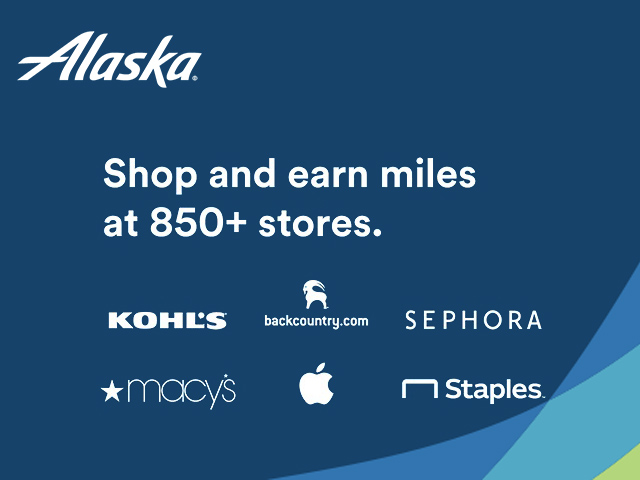 Alaska®
Shop and earn miles
at 850+ stores.
KOHL'S
backcountry.com
SEPHORA
macy's
Staples